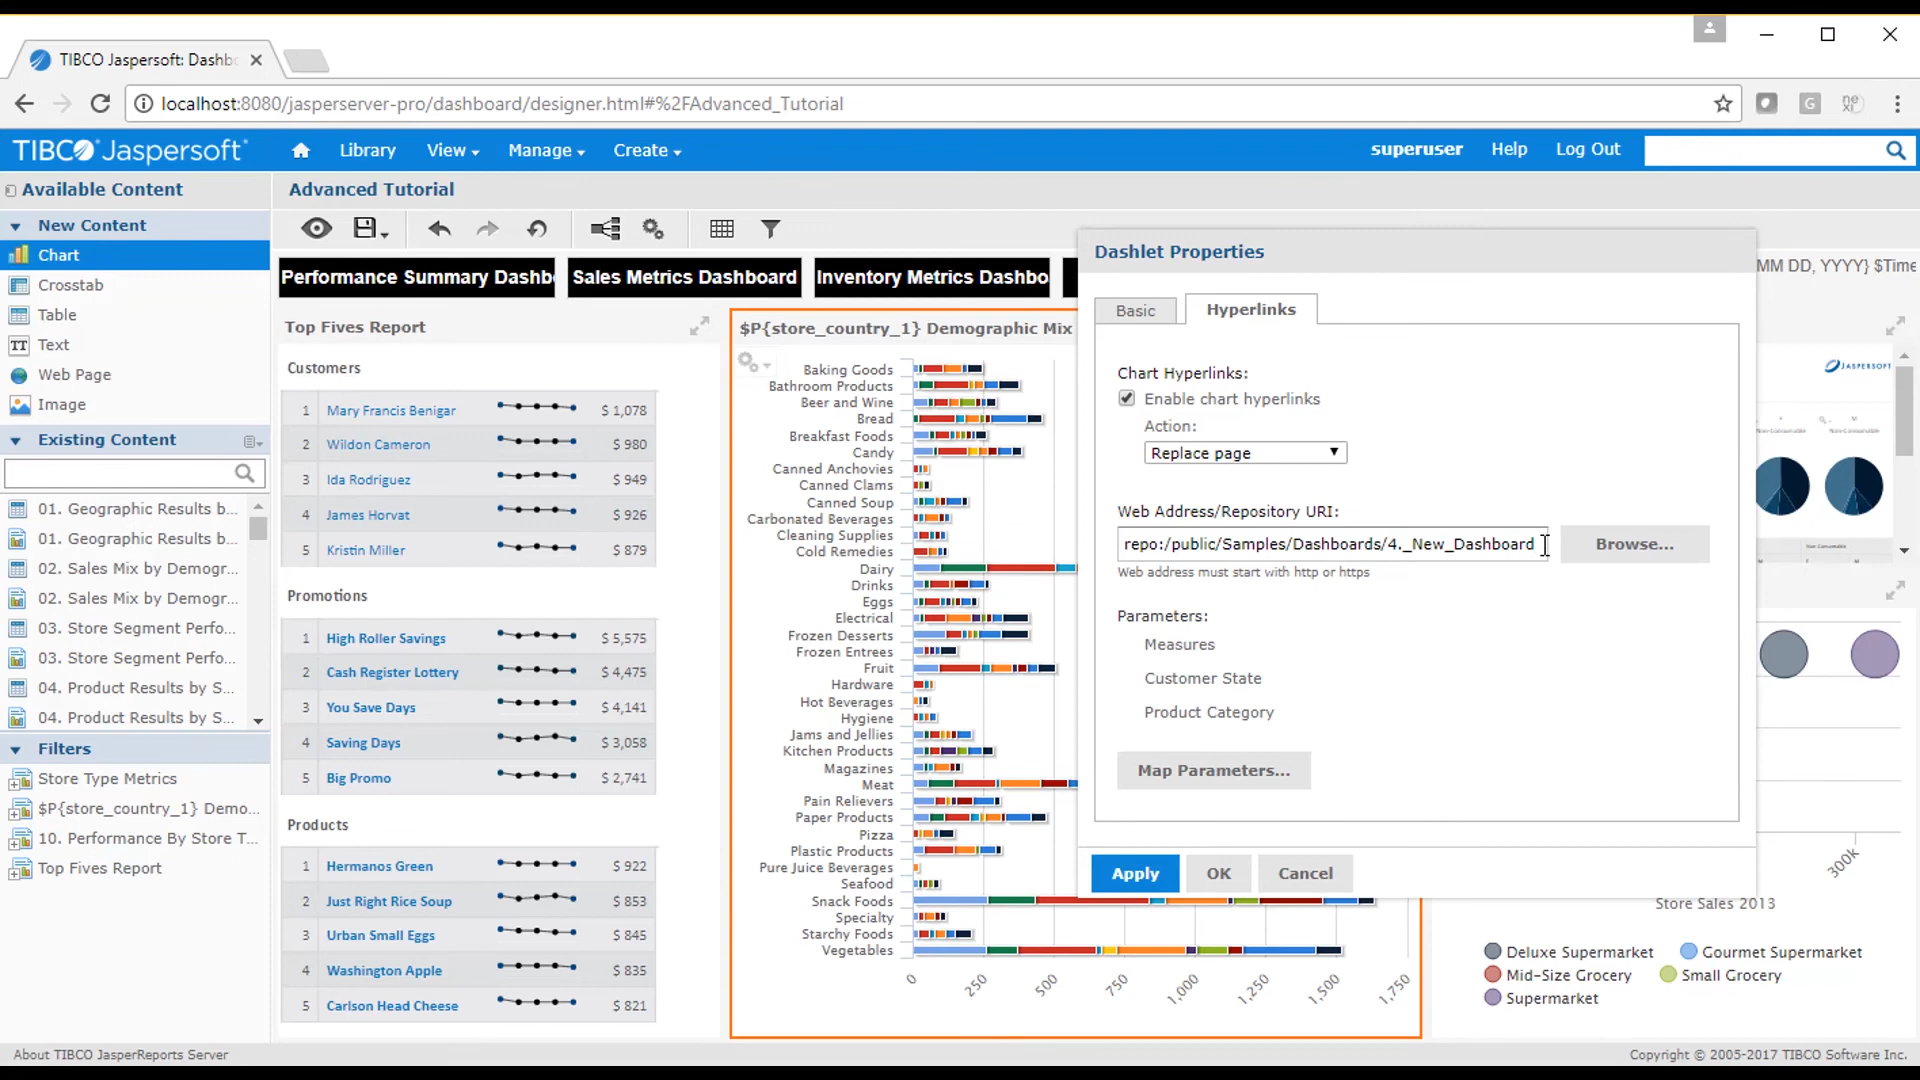 TIBCO Jaspersoft: Dashb
localhost:8080/jasperserver-pro/dashboard/designer.html#%2FAdvanced_Tutorial
G
ne
xi
TIBCO Jaspersoft
Library
View
Manage
Create
superuser
Help
Log Out
Available Content
Advanced Tutorial
New Content
Chart
Crosstab
Table
TT Text
Web Page
Image
Existing Content
01. Geographic Results b...
01. Geographic Results b...
02. Sales Mix by Demogr...
02. Sales Mix by Demogr...
03. Store Segment Perfo...
03. Store Segment Perfo...
04. Product Results by S...
04. Product Results by S...
Filters
Store Type Metrics
$P{store_country_1} Demo...
10. Performance By Store T...
Top Fives Report
Performance Summary Dashbo
Sales Metrics Dashboard
Inventory Metrics Dashbo
MM DD, YYYY} $Time
Top Fives Report
Customers
1 Mary Francis Benigar $ 1,078
2 Wildon Cameron $ 980
3 Ida Rodriguez $ 949
4 James Horvat $ 926
5 Kristin Miller $ 879
Promotions
1 High Roller Savings $ 5,575
2 Cash Register Lottery $ 4,475
3 You Save Days $ 4,141
4 Saving Days $ 3,058
5 Big Promo $ 2,741
Products
1 Hermanos Green $ 922
2 Just Right Rice Soup $ 853
3 Urban Small Eggs $ 845
4 Washington Apple $ 835
5 Carlson Head Cheese $ 821
$P{store_country_1} Demographic Mix
Baking Goods
Bathroom Products
Beer and Wine
Bread
Breakfast Foods
Candy
Canned Anchovies
Canned Clams
Canned Soup
Carbonated Beverages
Cleaning Supplies
Cold Remedies
Dairy
Drinks
Eggs
Electrical
Frozen Desserts
Frozen Entrees
Fruit
Hardware
Hot Beverages
Hygiene
Jams and Jellies
Kitchen Products
Magazines
Meat
Pain Relievers
Paper Products
Pizza
Plastic Products
Pure Juice Beverages
Seafood
Snack Foods
Specialty
Starchy Foods
Vegetables
0 250 500 750 1,000 1,250 1,500 1,750
Dashlet Properties
Basic
Hyperlinks
Chart Hyperlinks:
Enable chart hyperlinks
Action:
Replace page
Web Address/Repository URI:
repo:/public/Samples/Dashboards/4._New_Dashboard
Browse...
Web address must start with http or https
Parameters:
Measures
Customer State
Product Category
Map Parameters...
Apply
OK
Cancel
JASPERSOFT
300k
Store Sales 2013
Deluxe Supermarket
Gourmet Supermarket
Mid-Size Grocery
Small Grocery
Supermarket
About TIBCO JasperReports Server
Copyright © 2005-2017 TIBCO Software Inc.